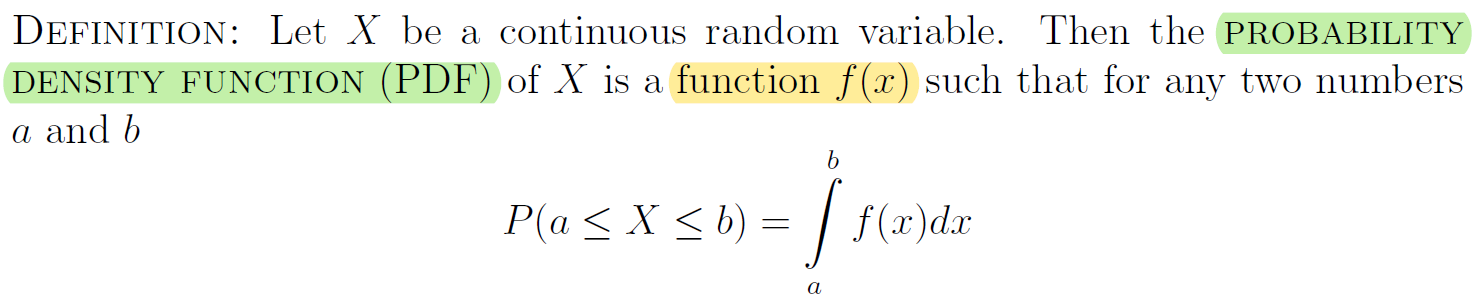 DEFINITION: Let X be a continuous random variable. Then the PROBABILITY
DENSITY FUNCTION (PDF) of X is a function f(x) such that for any two numbers
a and b
P(a ≤ X ≤ b) = ∫_a^b f(x)dx